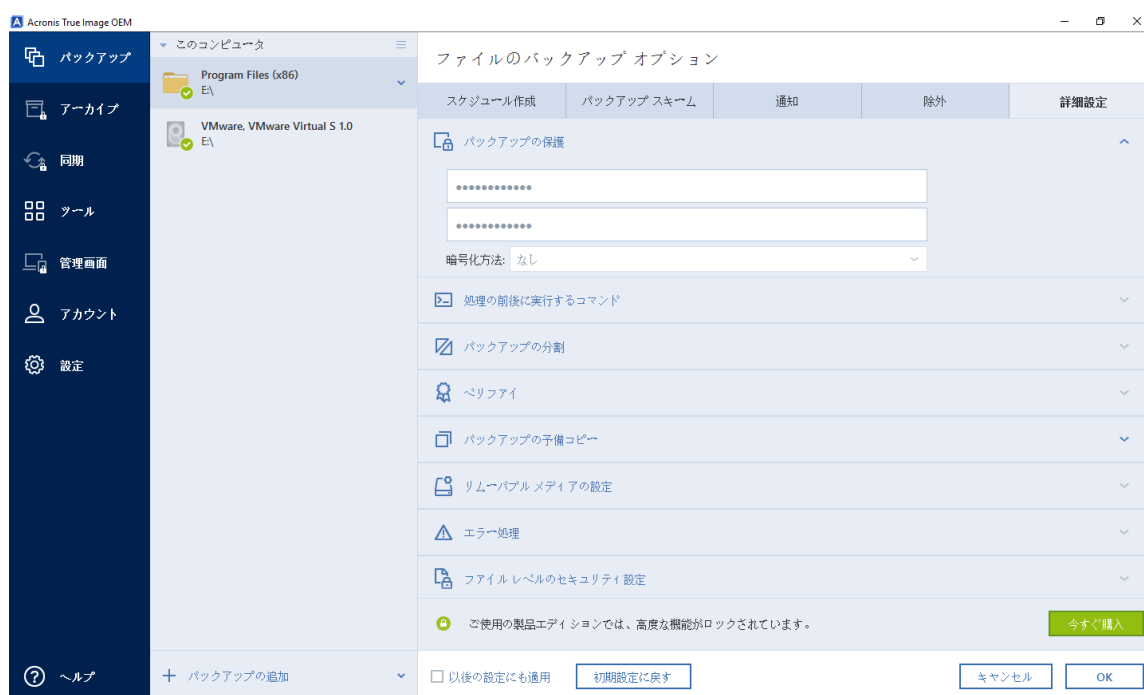 Acronis True Image OEM
バックアップ
アーカイブ
同期
ツール
管理画面
アカウント
設定
ヘルプ
このコンピュータ
Program Files (x86)
E:\
VMware, VMware Virtual S 1.0
E:\
バックアップの追加
ファイルのバックアップ オプション
スケジュール作成 バックアップ スキーム 通知 除外 詳細設定
バックアップの保護
暗号化方法: なし
処理の前後に実行するコマンド
バックアップの分割
ベリファイ
バックアップの予備コピー
リムーバブル メディアの設定
エラー処理
ファイル レベルのセキュリティ設定
ご使用の製品エディションでは、高度な機能がロックされています。 今すぐ購入
以後の設定にも適用 初期設定に戻す キャンセル OK